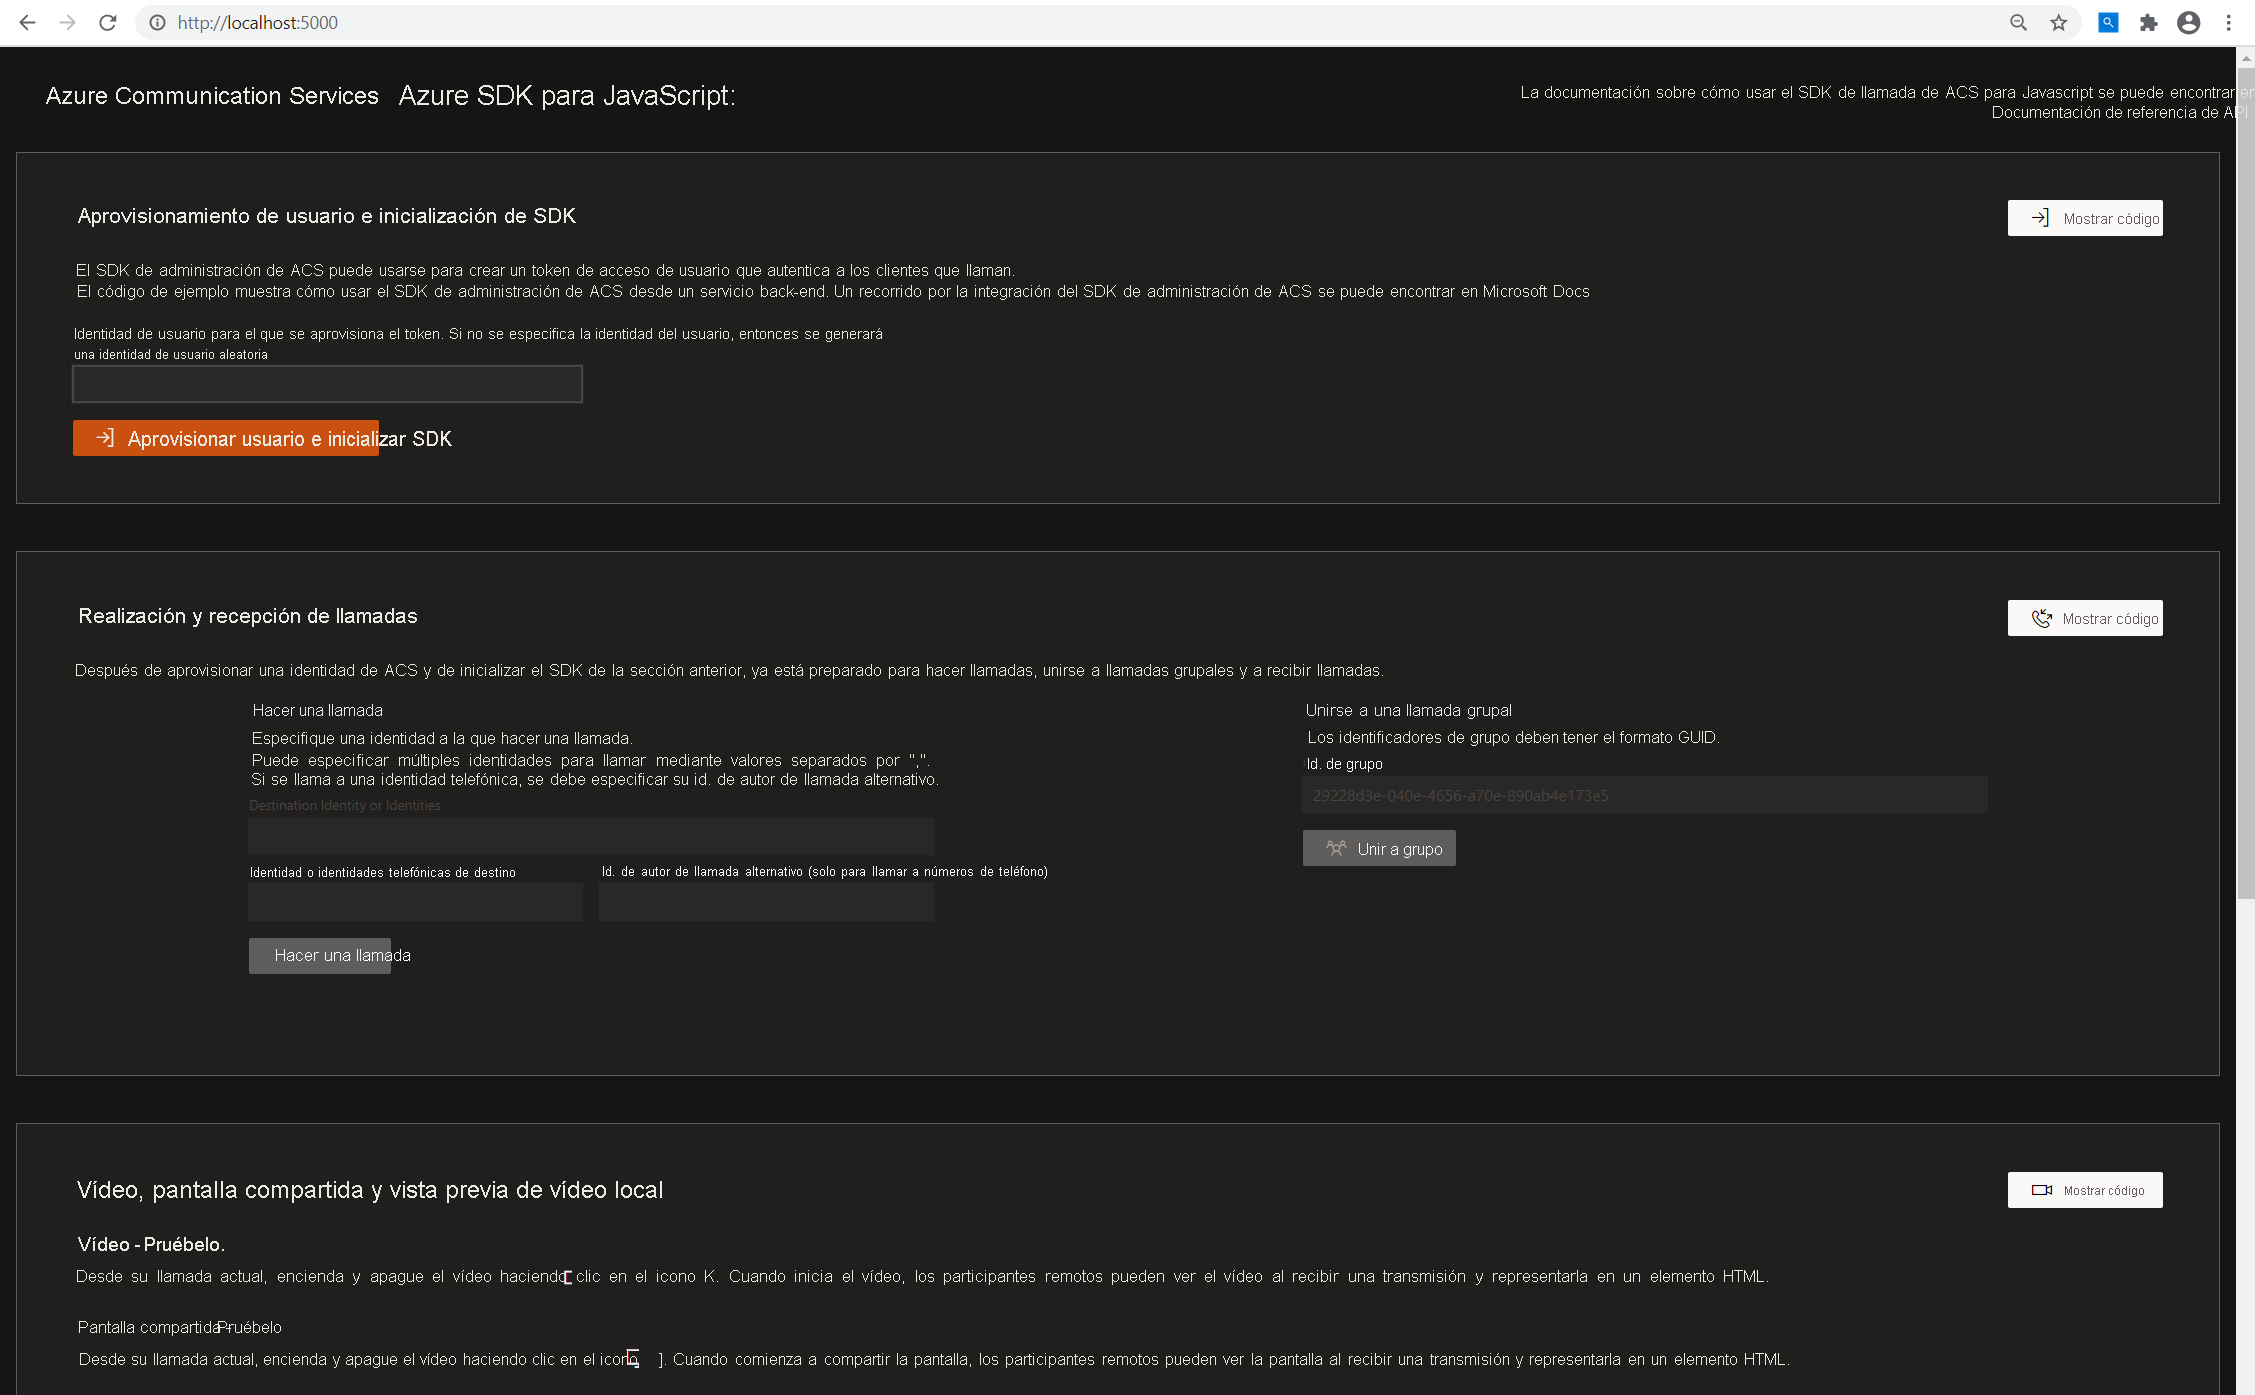 http://localhost:5000
Azure Communication Services Azure SDK para JavaScript:
La documentación sobre cómo usar el SDK de llamada de ACS para Javascript se puede encontrar en
Documentación de referencia de API
Aprovisionamiento de usuario e inicialización de SDK
Mostrar código
El SDK de administración de ACS puede usarse para crear un token de acceso de usuario que autentica a los clientes que llaman.
El código de ejemplo muestra cómo usar el SDK de administración de ACS desde un servicio back-end. Un recorrido por la integración del SDK de administración de ACS se puede encontrar en Microsoft Docs
Identidad de usuario para el que se aprovisiona el token. Si no se especifica la identidad del usuario, entonces se generará
una identidad de usuario aleatoria
Aprovisionar usuario e inicializar SDK
Realización y recepción de llamadas
Mostrar código
Después de aprovisionar una identidad de ACS y de inicializar el SDK de la sección anterior, ya está preparado para hacer llamadas, unirse a llamadas grupales y a recibir llamadas.
Hacer una llamada
Especifique una identidad a la que hacer una llamada.
Puede especificar múltiples identidades para llamar mediante valores separados por ",".
Si se llama a una identidad telefónica, se debe especificar su id. de autor de llamada alternativo.
Destination Identity or Identities
Identidad o identidades telefónicas de destino
Id. de autor de llamada alternativo (solo para llamar a números de teléfono)
Hacer una llamada
Unirse a una llamada grupal
Los identificadores de grupo deben tener el formato GUID.
Id. de grupo
29228d3e-040e-4656-a70e-890ab4e173e5
Unir a grupo
Vídeo, pantalla compartida y vista previa de vídeo local
Mostrar código
Vídeo - Pruébelo.
Desde su llamada actual, encienda y apague el vídeo haciendo clic en el icono K. Cuando inicia el vídeo, los participantes remotos pueden ver el vídeo al recibir una transmisión y representarla en un elemento HTML.
Pantalla compartida - Pruébelo
Desde su llamada actual, encienda y apague el vídeo haciendo clic en el icono ]. Cuando comienza a compartir la pantalla, los participantes remotos pueden ver la pantalla al recibir una transmisión y representarla en un elemento HTML.